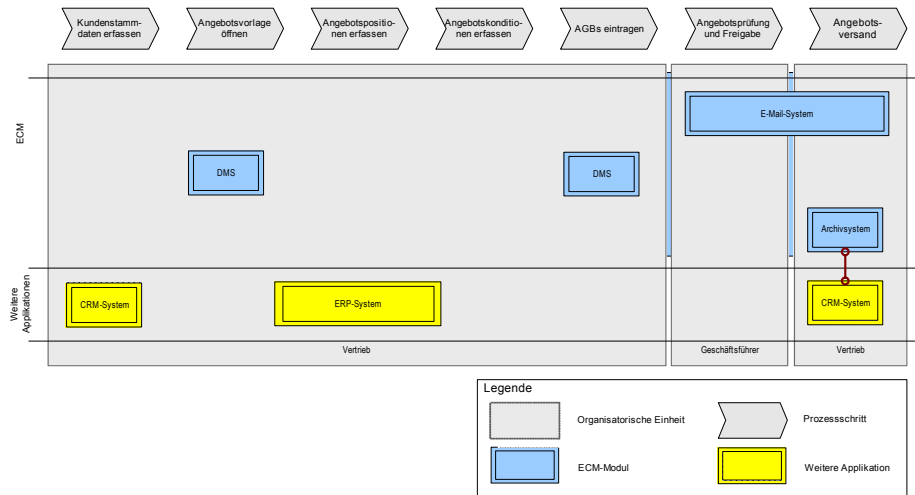 Kundenstamm-
daten erfassen
Angebotsvorlage
öffnen
Angebotspositio-
nen erfassen
Angebotskonditio-
nen erfassen
AGBs eintragen
Angebotsprüfung
und Freigabe
Angebots-
versand
ECM
E-Mail-System
DMS
DMS
Archivsystem
Weitere
Applikationen
CRM-System
ERP-System
CRM-System
Vertrieb
Geschäftsführer
Vertrieb
Legende
Organisatorische Einheit
Prozessschritt
ECM-Modul
Weitere Applikation